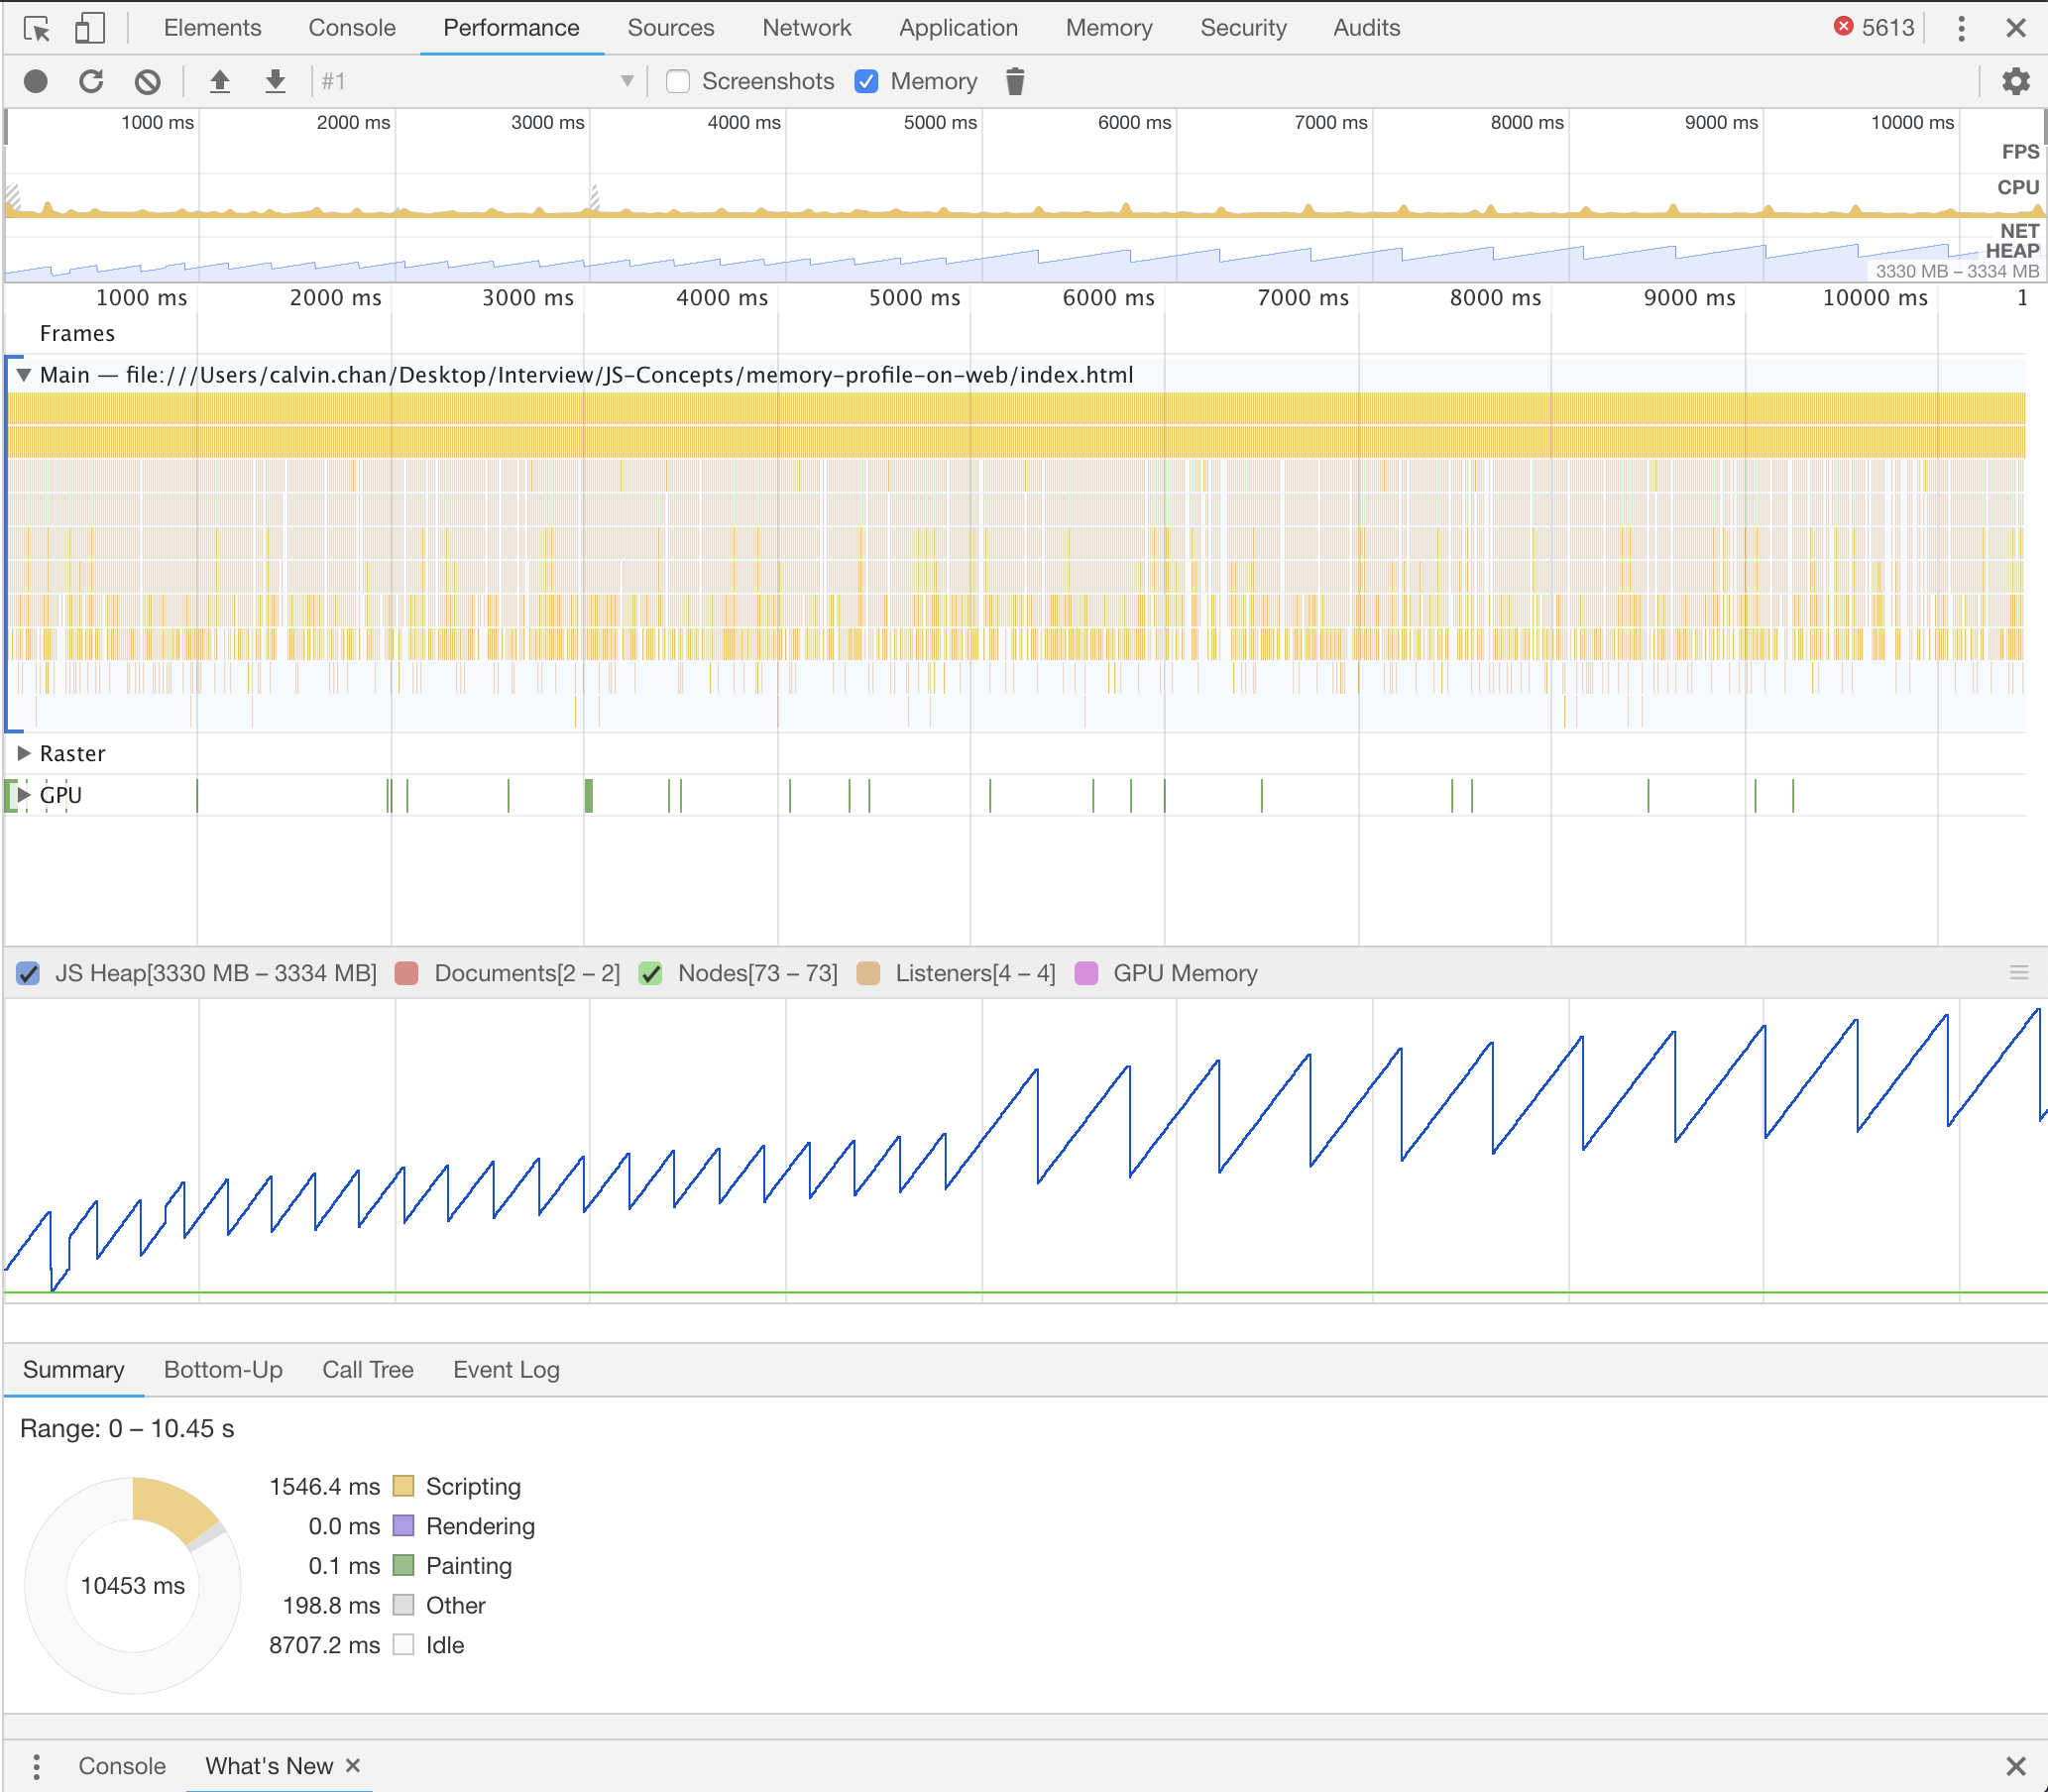 Elements Console Performance Sources Network Application Memory Security Audits 5613
#1 Screenshots Memory
1000 ms 2000 ms 3000 ms 4000 ms 5000 ms 6000 ms 7000 ms 8000 ms 9000 ms 10000 ms
FPS
CPU
NET
HEAP
3330 MB – 3334 MB
1000 ms 2000 ms 3000 ms 4000 ms 5000 ms 6000 ms 7000 ms 8000 ms 9000 ms 10000 ms 1
Frames
Main — file:///Users/calvin.chan/Desktop/Interview/JS-Concepts/memory-profile-on-web/index.html
Raster
GPU
JS Heap[3330 MB – 3334 MB] Documents[2 – 2] Nodes[73 – 73] Listeners[4 – 4] GPU Memory
Summary Bottom-Up Call Tree Event Log
Range: 0 – 10.45 s
1546.4 ms Scripting
0.0 ms Rendering
0.1 ms Painting
10453 ms
198.8 ms Other
8707.2 ms Idle
Console What's New